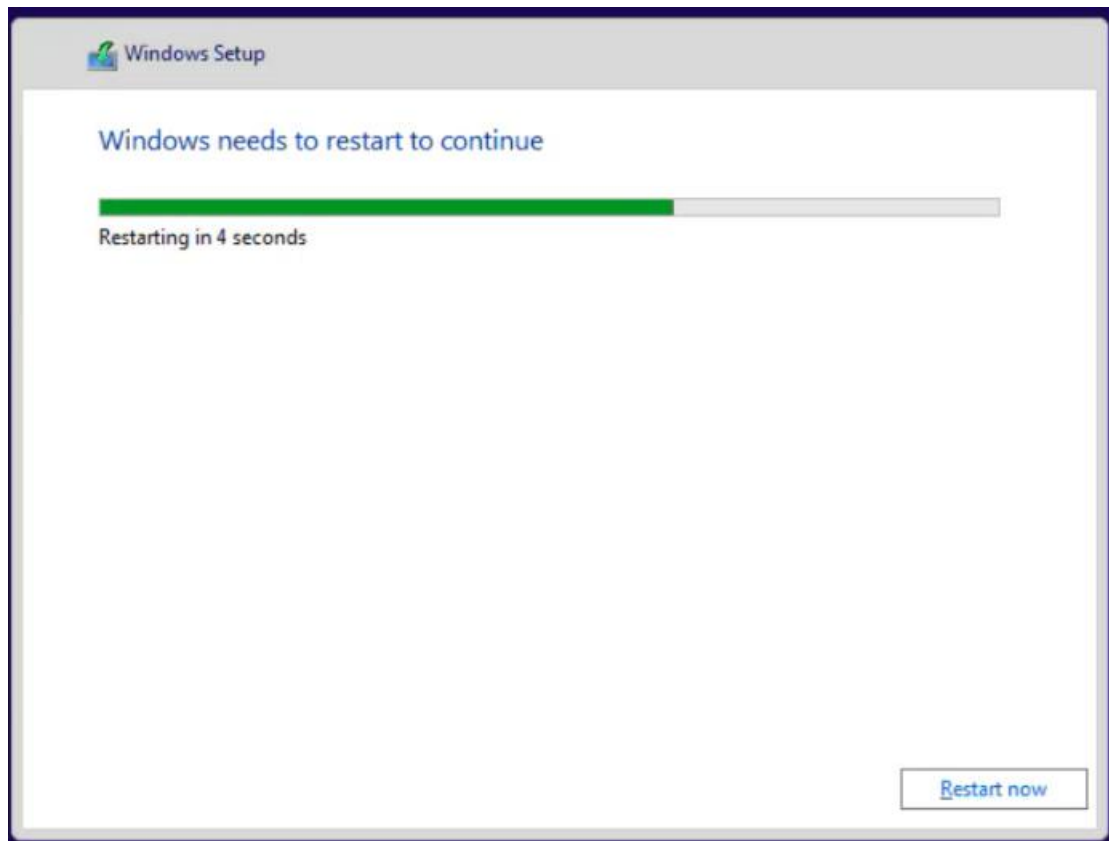 Windows Setup
Windows needs to restart to continue
Restarting in 4 seconds
Restart now